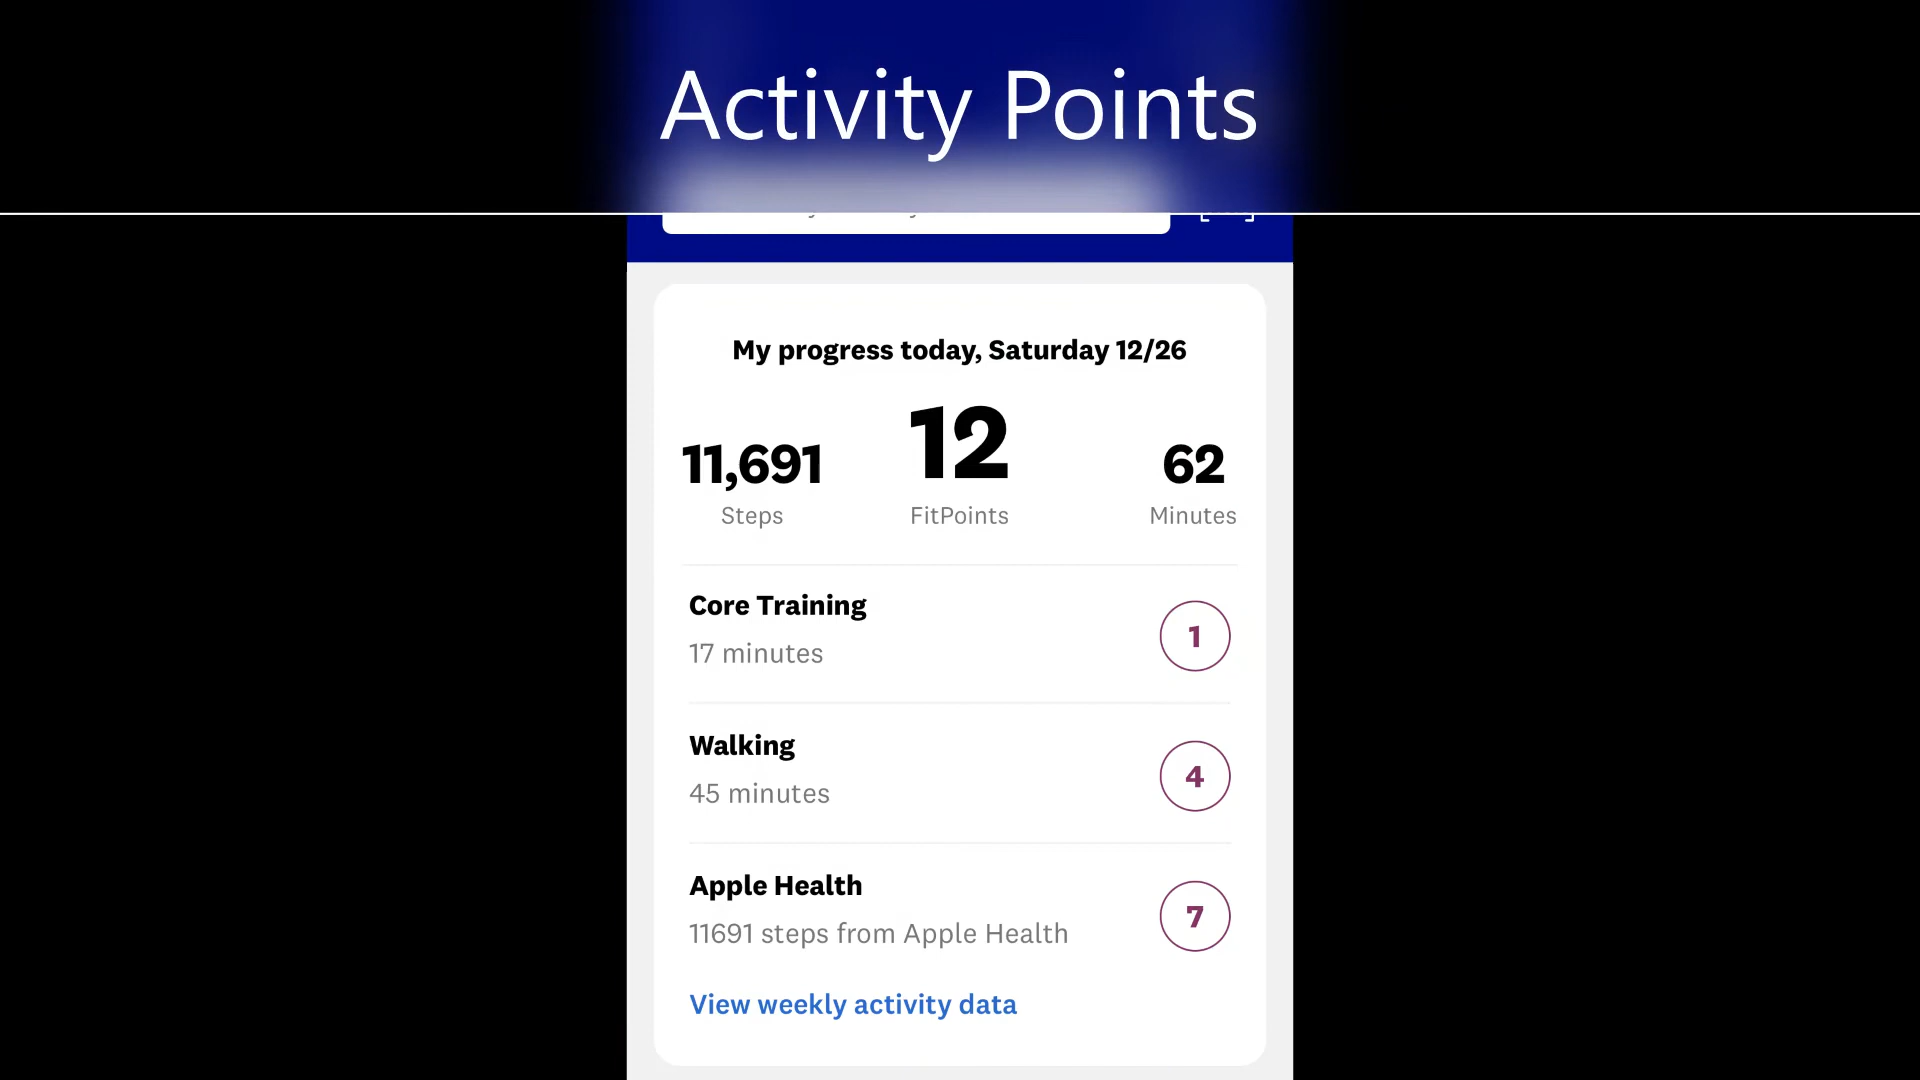 Activity Points
My progress today, Saturday 12/26
11,691
12
62
Steps
FitPoints
Minutes
Core Training
17 minutes
1
Walking
45 minutes
4
Apple Health
11691 steps from Apple Health
7
View weekly activity data